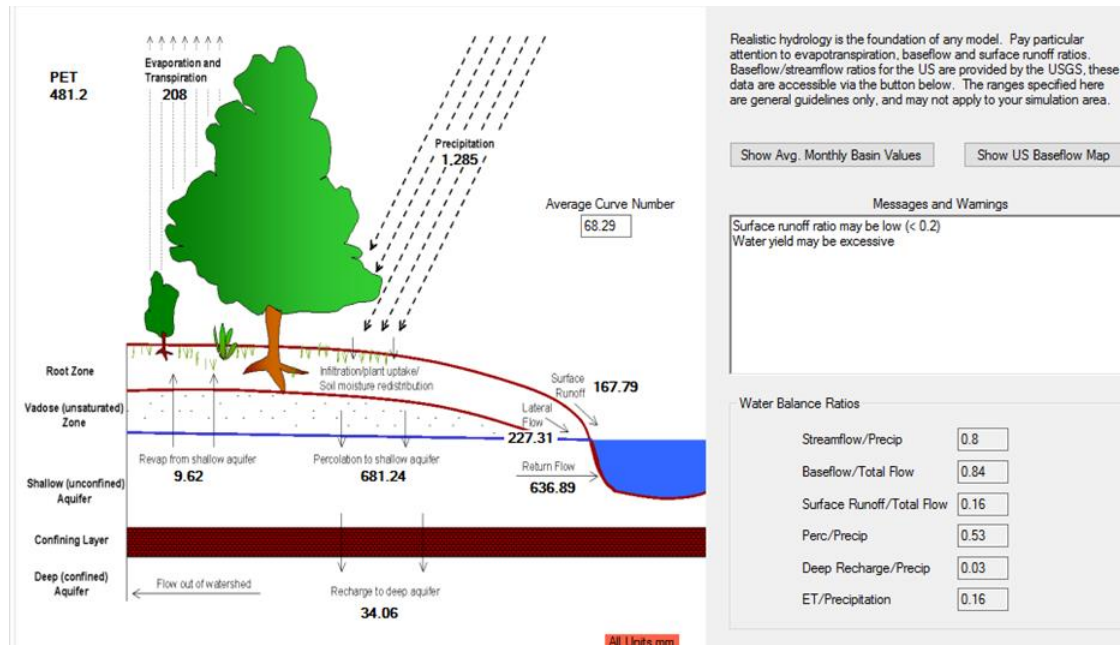 PET
481.2
Evaporation and
Transpiration
208
Precipitation
1,285
Average Curve Number
68.29
Root Zone
Infiltration/plant uptake/
Soil moisture redistribution
Surface
Runoff
167.79
Vadose (unsaturated)
Zone
Lateral
Flow
227.31
Revap from shallow aquifer
9.62
Percolation to shallow aquifer
681.24
Return Flow
636.89
Shallow (unconfined)
Aquifer
Confining Layer
Deep (confined)
Aquifer
Flow out of watershed
Recharge to deep aquifer
34.06
All Units mm
Realistic hydrology is the foundation of any model. Pay particular
attention to evapotranspiration, baseflow and surface runoff ratios.
Baseflow/streamflow ratios for the US are provided by the USGS, these
data are accessible via the button below. The ranges specified here
are general guidelines only, and may not apply to your simulation area.
Show Avg. Monthly Basin Values
Show US Baseflow Map
Messages and Warnings
Surface runoff ratio may be low (< 0.2)
Water yield may be excessive
Water Balance Ratios
Streamflow/Precip 0.8
Baseflow/Total Flow 0.84
Surface Runoff/Total Flow 0.16
Perc/Precip 0.53
Deep Recharge/Precip 0.03
ET/Precipitation 0.16